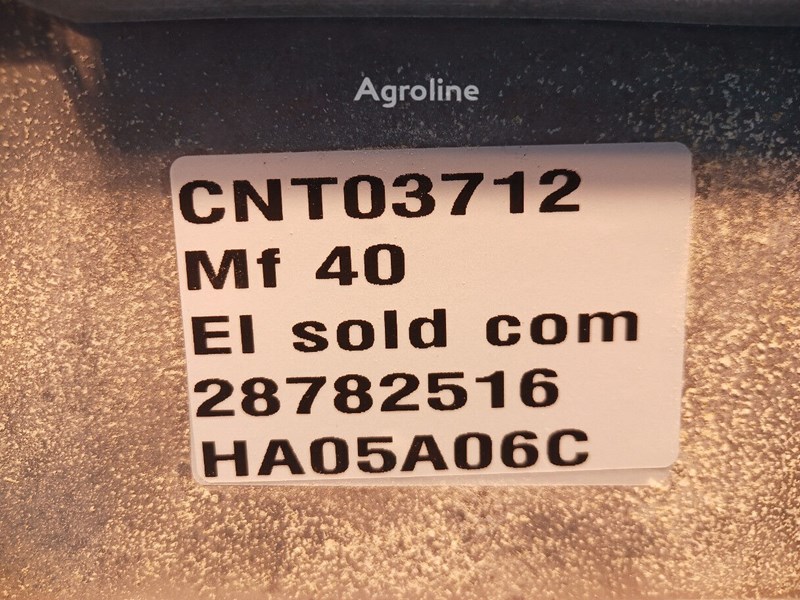 Agroline
CNT03712
Mf 40
El sold com
28782516
HA05A06C